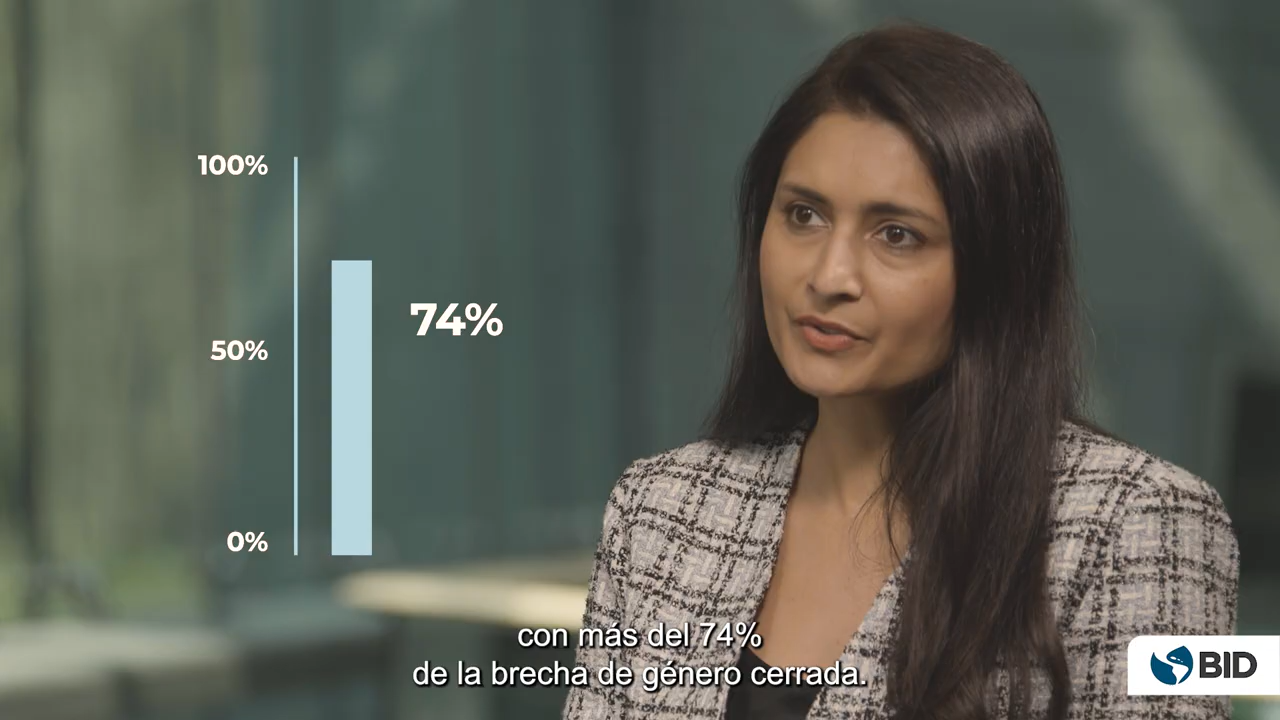 100%
74%
50%
0%
con más del 74%
de la brecha de género cerrada.
BID